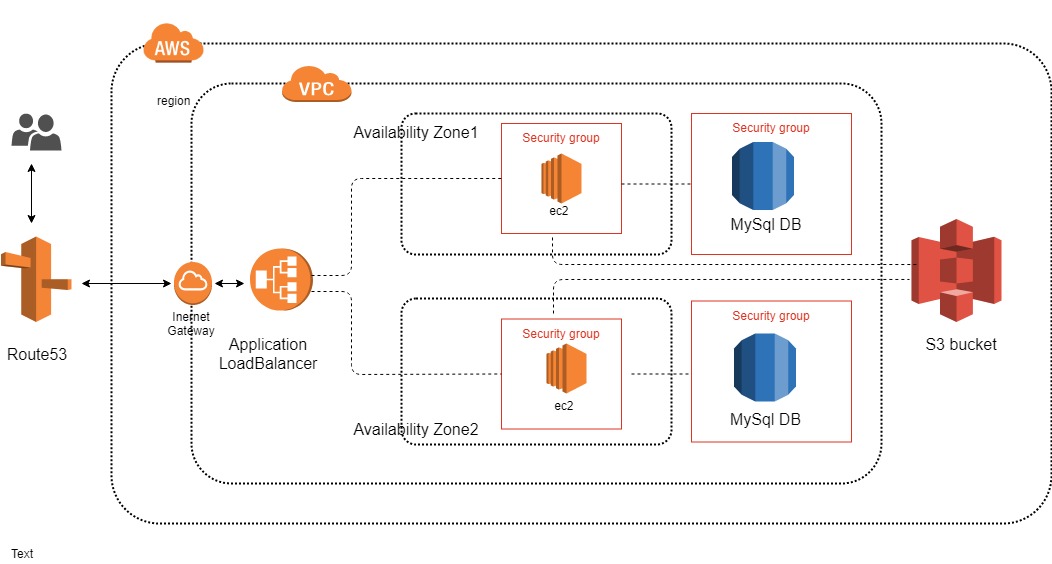 AWS
VPC
region
Availability Zone1
Security group
ec2
Security group
MySql DB
Inernet
Gateway
Route53
Application
LoadBalancer
S3 bucket
Security group
ec2
Security group
MySql DB
Availability Zone2
Text